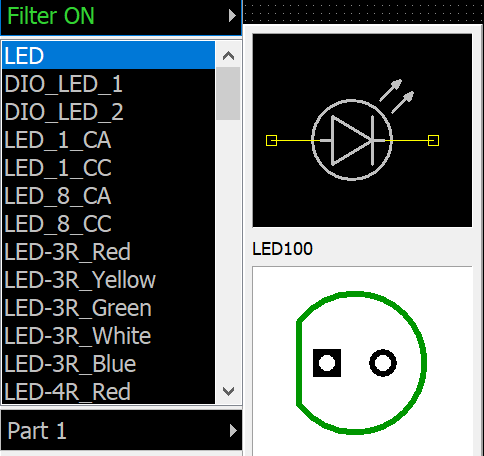 Filter ON
LED
DIO_LED_1
DIO_LED_2
LED_1_CA
LED_1_CC
LED_8_CA
LED_8_CC
LED-3R_Red
LED-3R_Yellow
LED-3R_Green
LED-3R_White
LED-3R_Blue
LED-4R_Red
Part 1
LED100